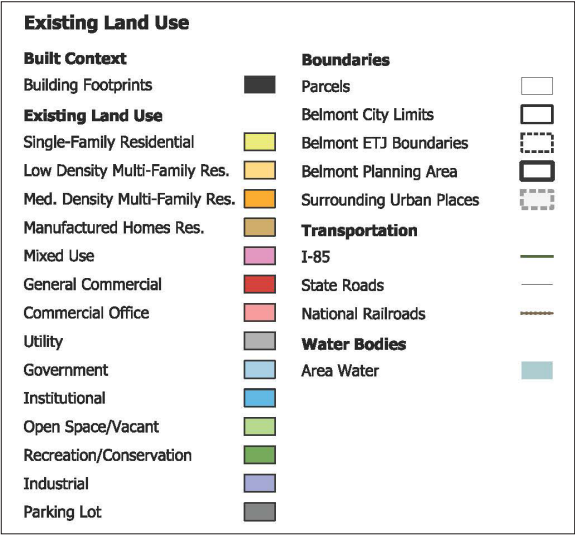 Existing Land Use
Built Context
Building Footprints
Existing Land Use
Single-Family Residential
Low Density Multi-Family Res.
Med. Density Multi-Family Res.
Manufactured Homes Res.
Mixed Use
General Commercial
Commercial Office
Utility
Government
Institutional
Open Space/Vacant
Recreation/Conservation
Industrial
Parking Lot
Boundaries
Parcels
Belmont City Limits
Belmont ETJ Boundaries
Belmont Planning Area
Surrounding Urban Places
Transportation
I-85
State Roads
National Railroads
Water Bodies
Area Water